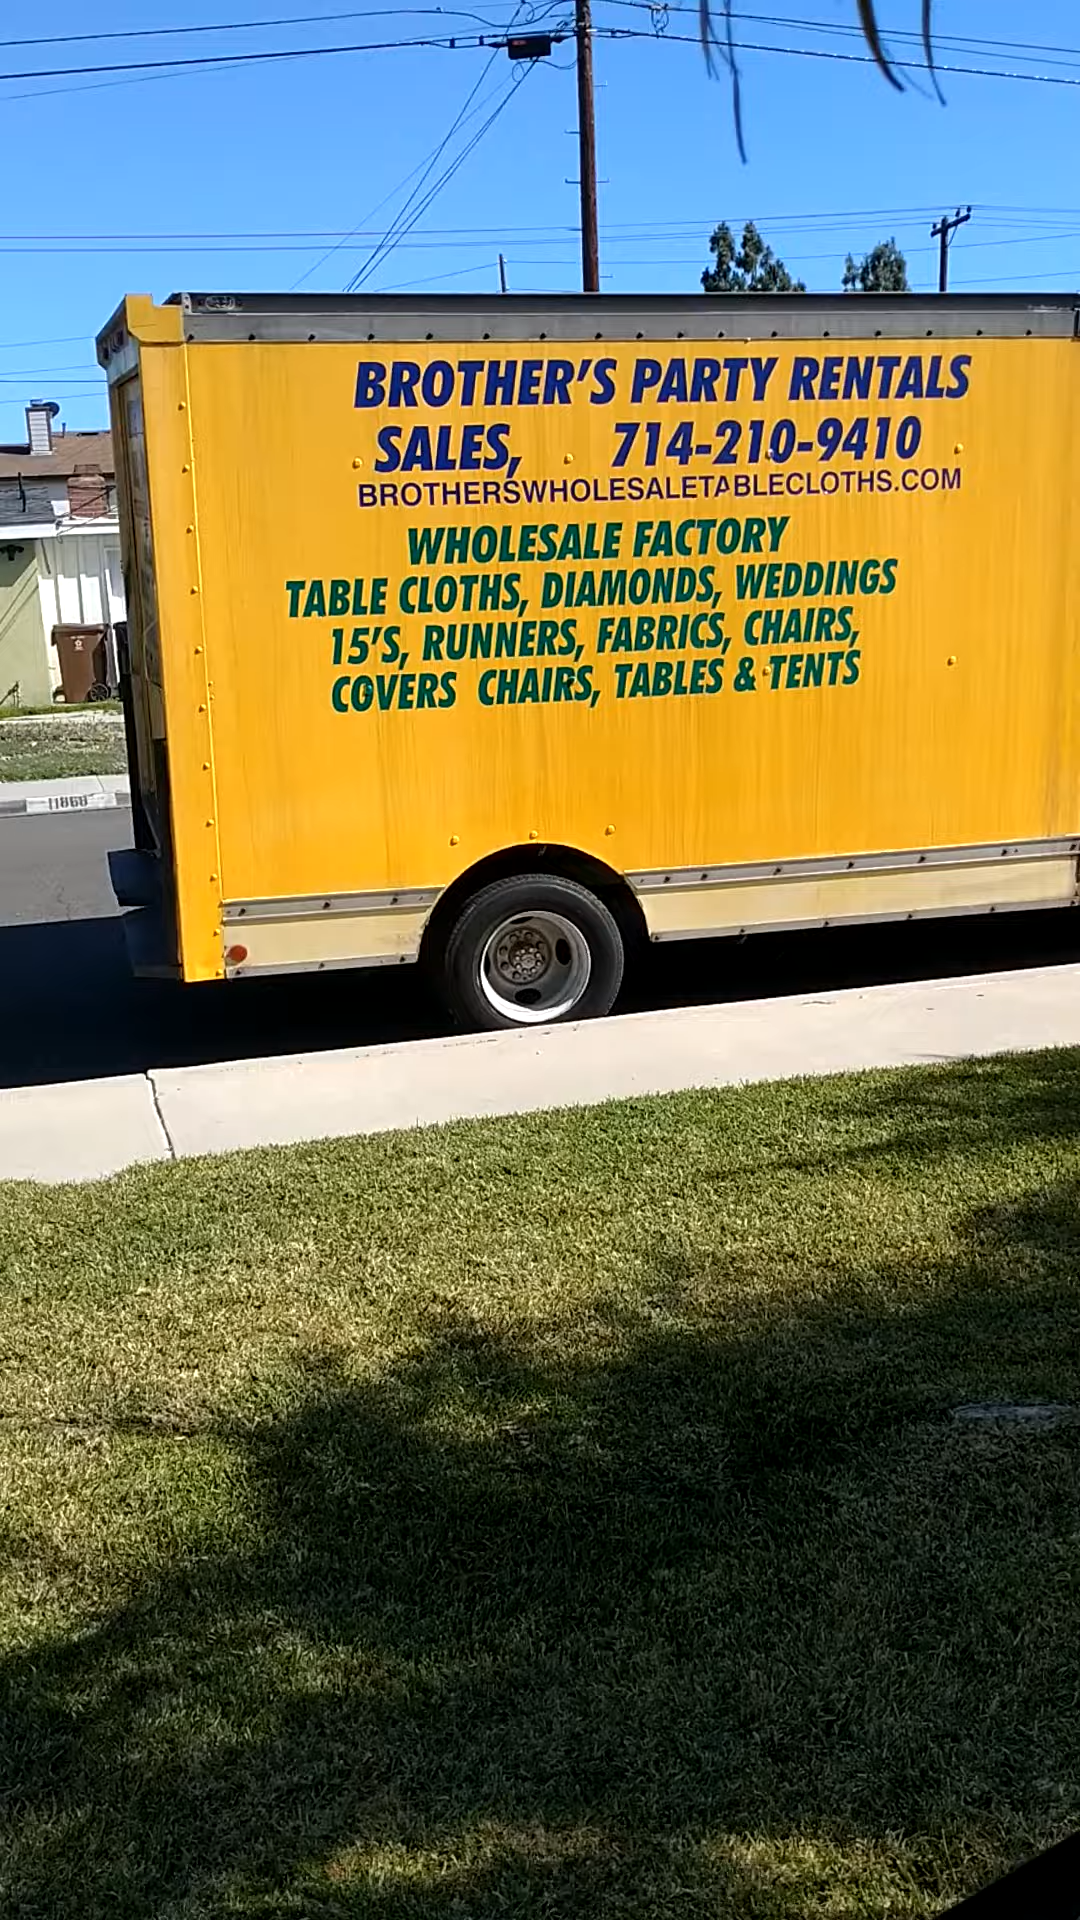 BROTHER'S PARTY RENTALS
SALES, 714-210-9410
BROTHERSWHOLESALETABLECLOTHS.COM
WHOLESALE FACTORY
TABLE CLOTHS, DIAMONDS, WEDDINGS
15'S, RUNNERS, FABRICS, CHAIRS,
COVERS CHAIRS, TABLES & TENTS
11868